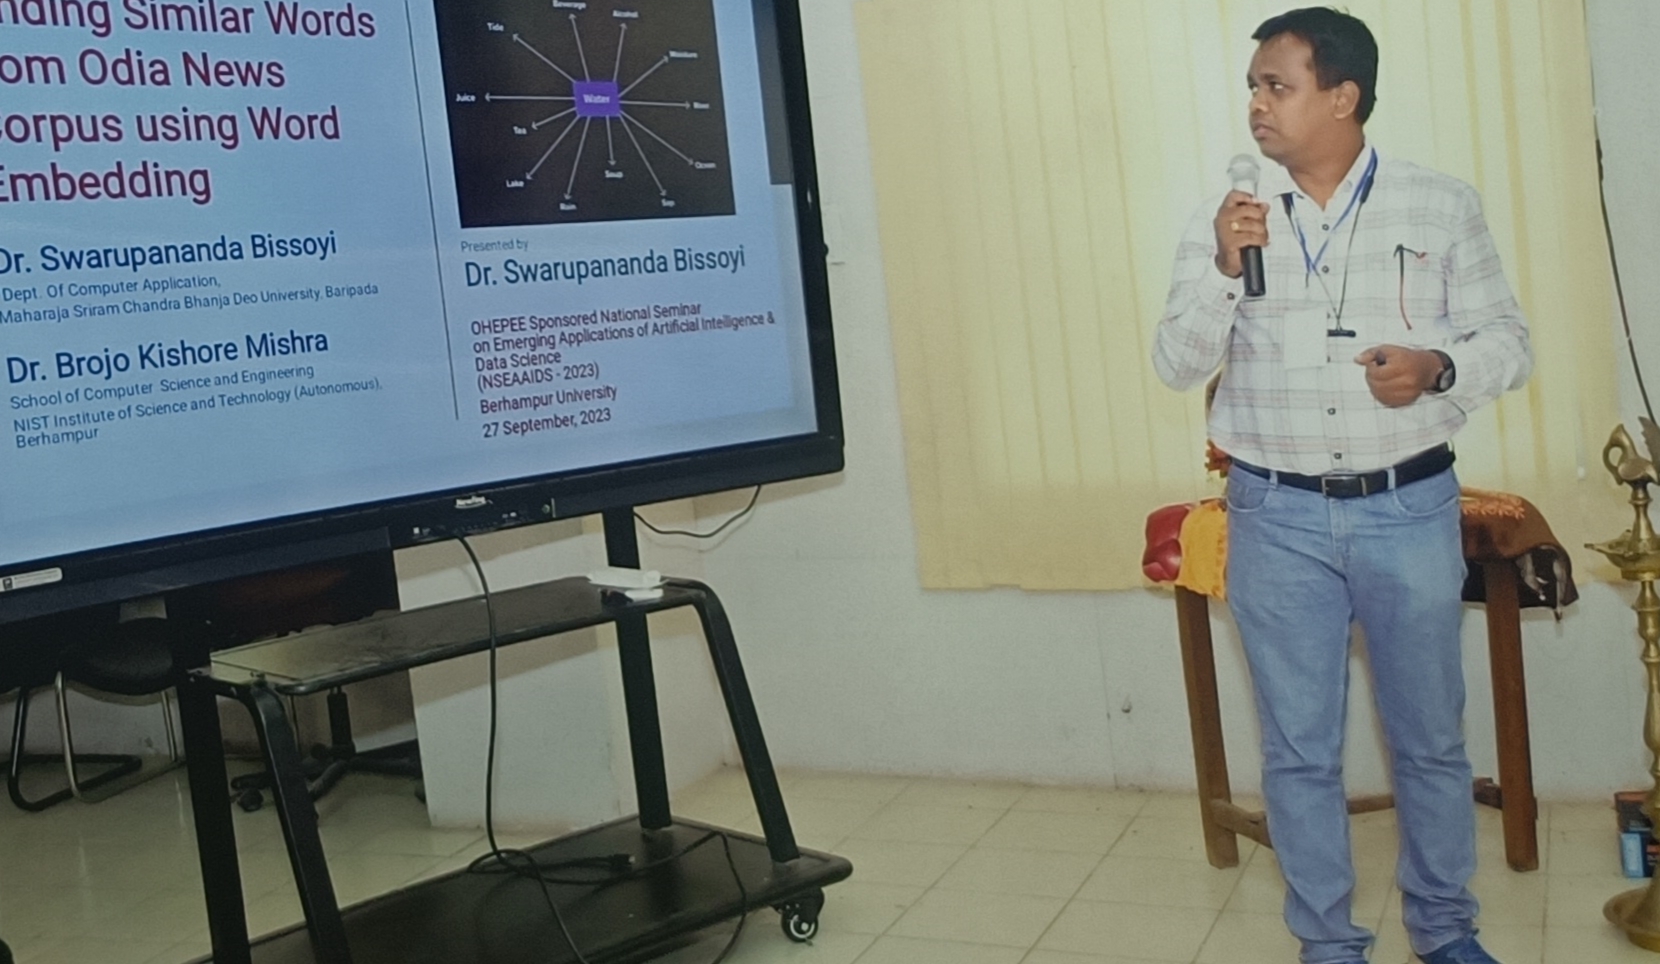 nding Similar Words
om Odia News
orpus using Word
Embedding
Dr. Swarupananda Bissoyi
Dept. Of Computer Application,
Maharaja Sriram Chandra Bhanja Deo University, Baripada
Dr. Brojo Kishore Mishra
School of Computer Science and Engineering
NIST Institute of Science and Technology (Autonomous),
Berhampur
Beverage
Alcohol
Tide
Moisture
Juice
Water
River
Tea
Ocean
Lake
Soup
Rain
Sap
Presented by
Dr. Swarupananda Bissoyi
OHEPEE Sponsored National Seminar
on Emerging Applications of Artificial Intelligence &
Data Science
(NSEAAIDS - 2023)
Berhampur University
27 September, 2023
Newline